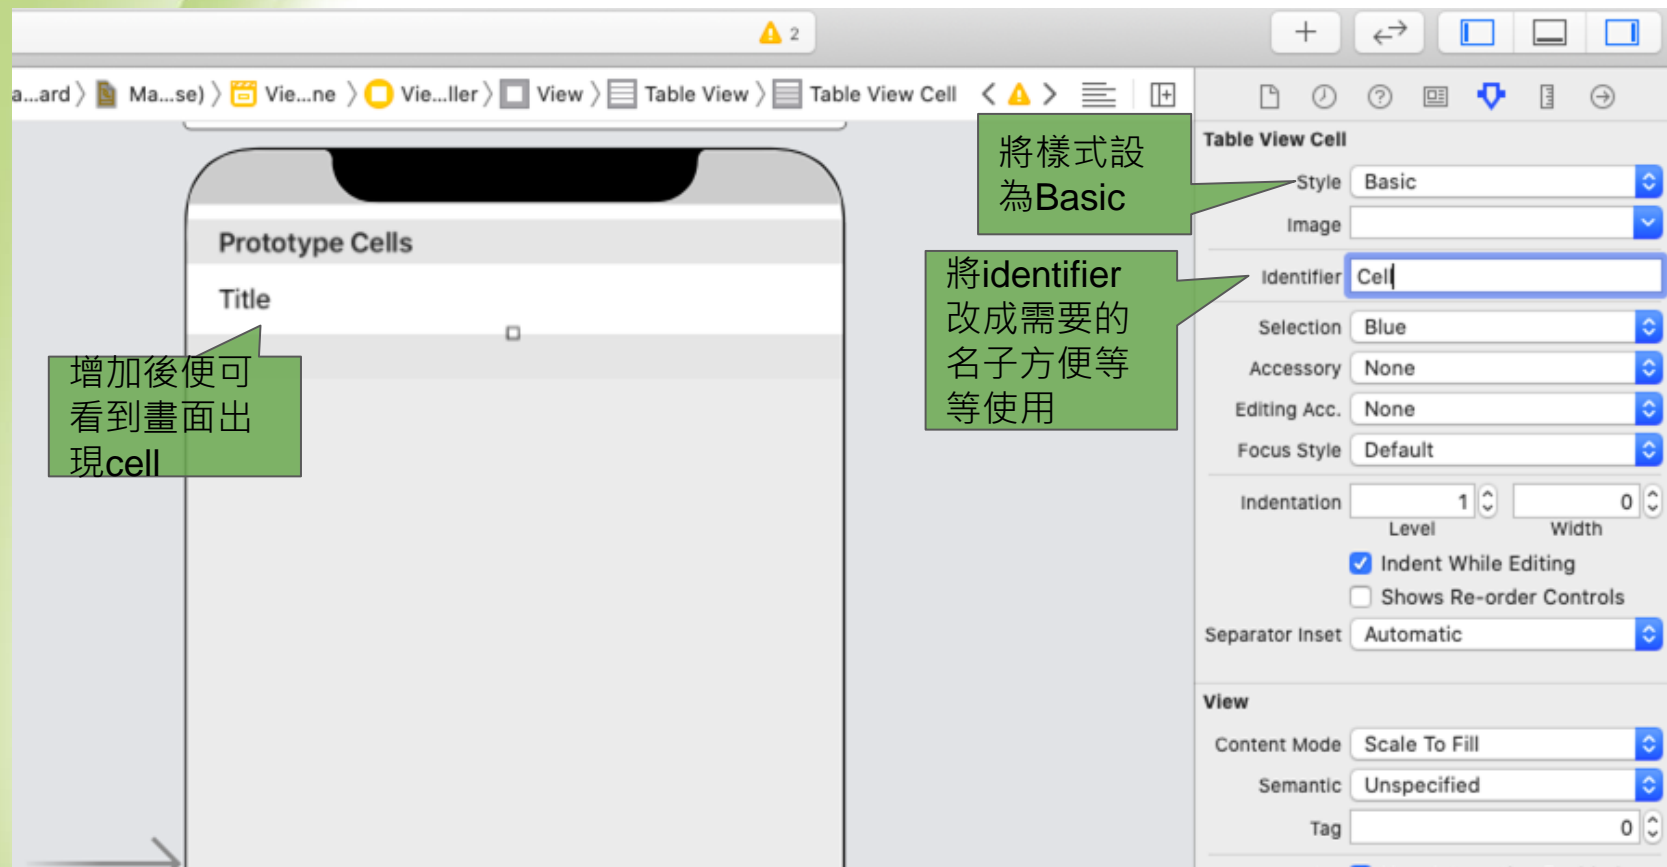 2
a...ard 〉 Ma...se) 〉 Vie...ne 〉 Vie...ller 〉 View 〉 Table View 〉 Table View Cell
將樣式設
為Basic
Prototype Cells
Title
增加後便可
看到畫面出
現cell
將identifier
改成需要的
名子方便等
等使用
Table View Cell
Style Basic
Image
Identifier Cell
Selection Blue
Accessory None
Editing Acc. None
Focus Style Default
Indentation 1 0
Level Width
Indent While Editing
Shows Re-order Controls
Separator Inset Automatic
View
Content Mode Scale To Fill
Semantic Unspecified
Tag 0